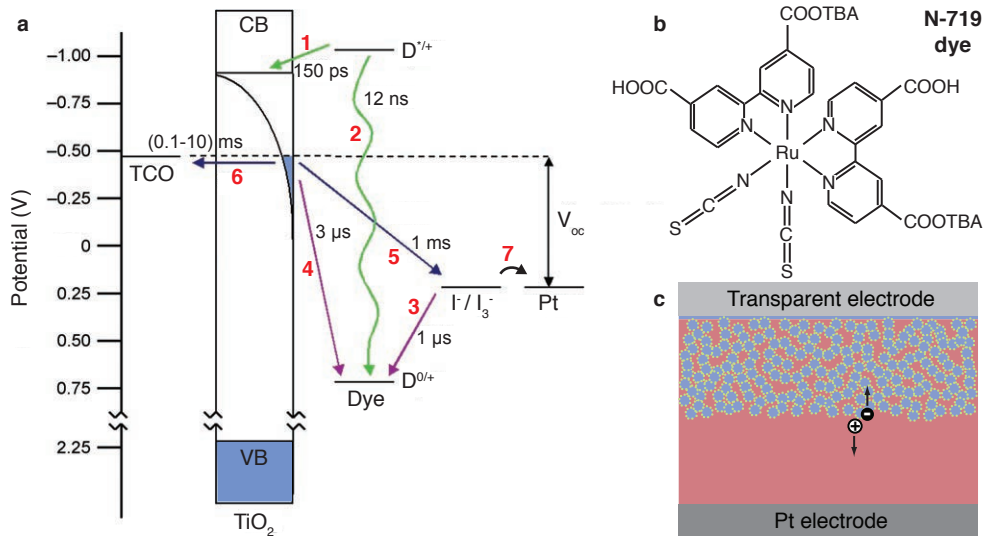 a
CB
1
D*/+
–1.00
150 ps
–0.75
12 ns
2
(0.1–10) ms
–0.50
TCO
6
–0.25
Voc
3 µs
1 ms
0
4
5
7
0.25
I-/ I3-
Pt
3
0.50
1 µs
0.75
D0/+
Dye
2.25
VB
TiO2
Potential (V)
b
N-719
dye
COOTBA
HOOC
COOH
N
N
N
N
Ru
N
N
C
C
S
S
COOTBA
c
Transparent electrode
–
+
Pt electrode